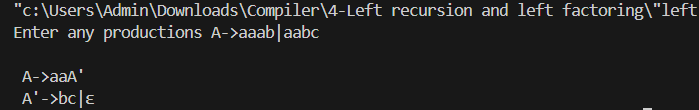 "c:\Users\Admin\Downloads\Compiler\4-Left recursion and left factoring\"left
Enter any productions A->aaab|aabc
A->aaA'
A'->bc|ε